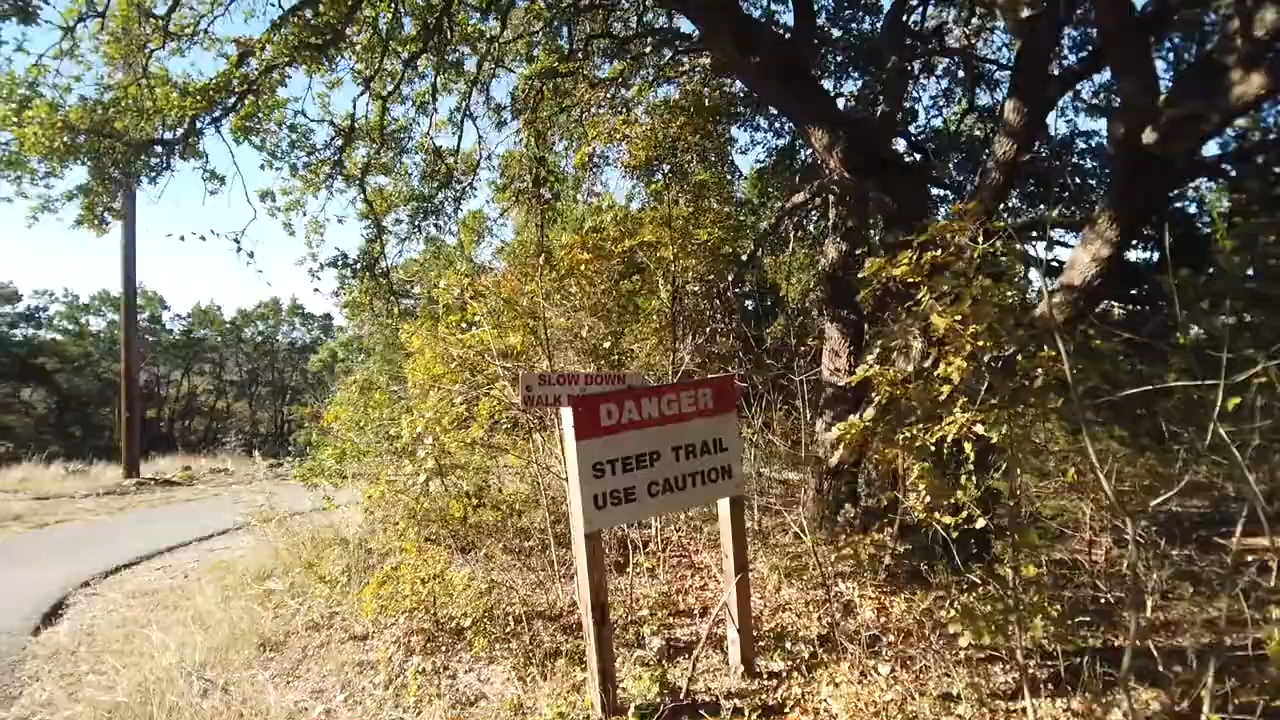 SLOW DOWN
WALK
DANGER
STEEP TRAIL
USE CAUTION